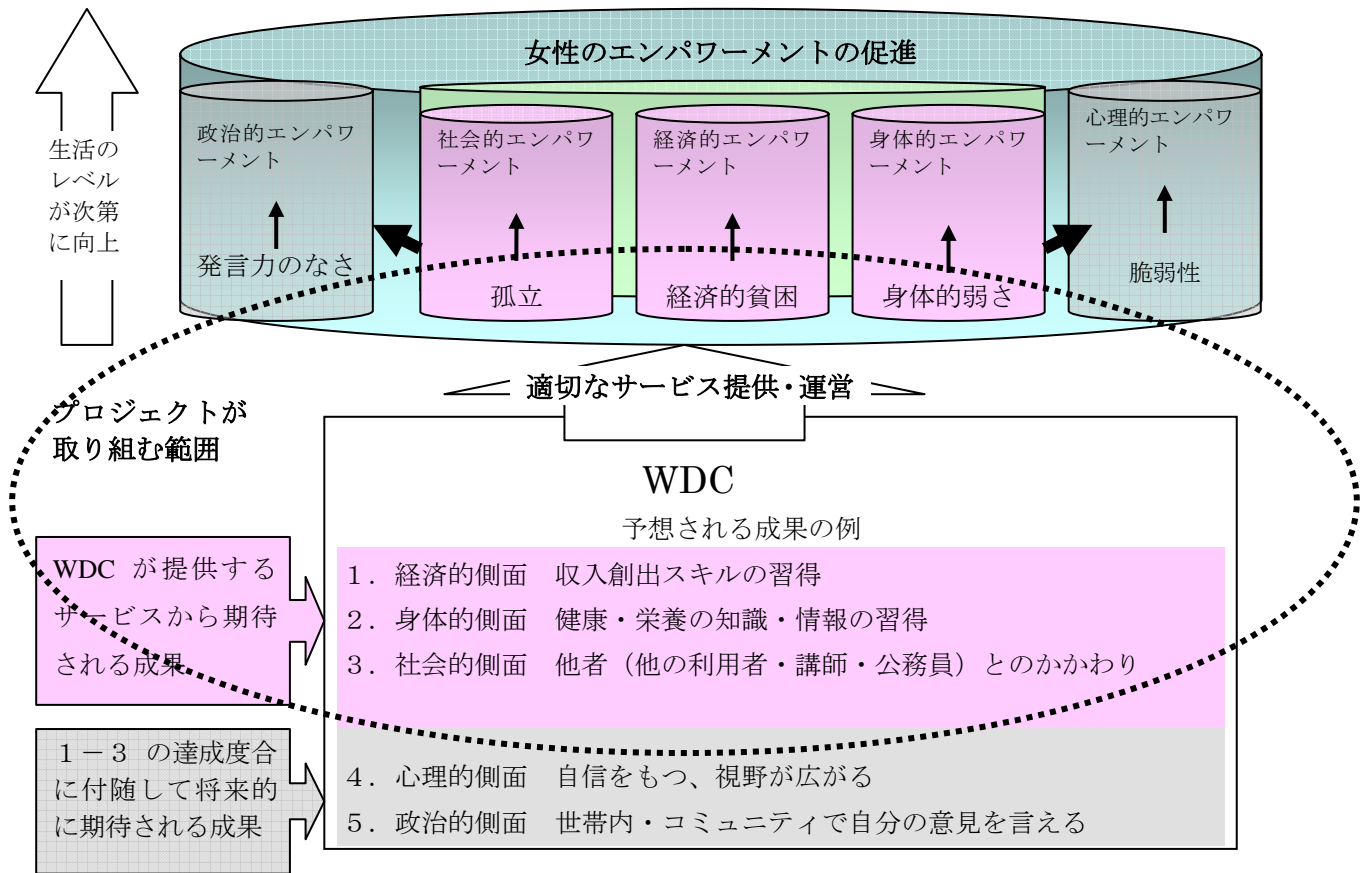 女性のエンパワーメントの促進
生活の
レベル
が次第
に向上
政治的エンパワ
ーメント
発言力のなさ
社会的エンパワ
ーメント
孤立
経済的エンパワ
ーメント
経済的貧困
身体的エンパワ
ーメント
身体的弱さ
心理的エンパワ
ーメント
脆弱性
適切なサービス提供・運営
プロジェクトが
取り組む範囲
WDC
予想される成果の例
WDC が提供する
サービスから期待
される成果
1．経済的側面　収入創出スキルの習得
2．身体的側面　健康・栄養の知識・情報の習得
3．社会的側面　他者（他の利用者・講師・公務員）とのかかわり
1－3 の達成度合
に付随して将来的
に期待される成果
4．心理的側面　自信をもつ、視野が広がる
5．政治的側面　世帯内・コミュニティで自分の意見を言える